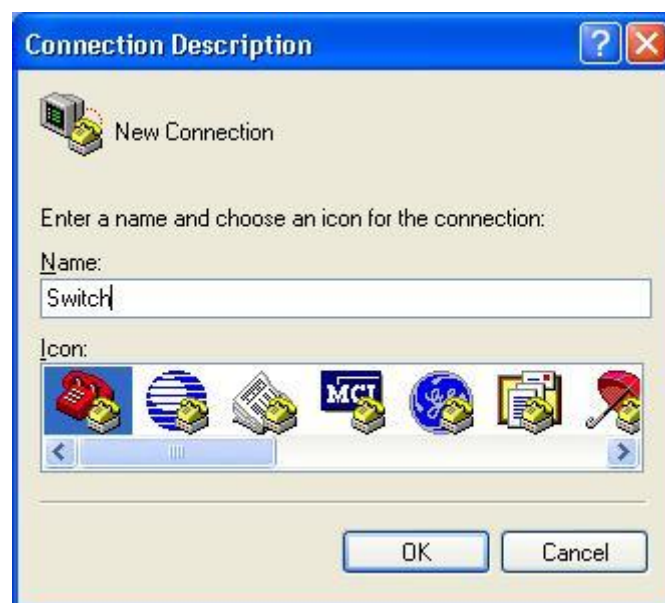 Connection Description
New Connection
Enter a name and choose an icon for the connection:
Name:
Switch
Icon:
MCI
OK
Cancel